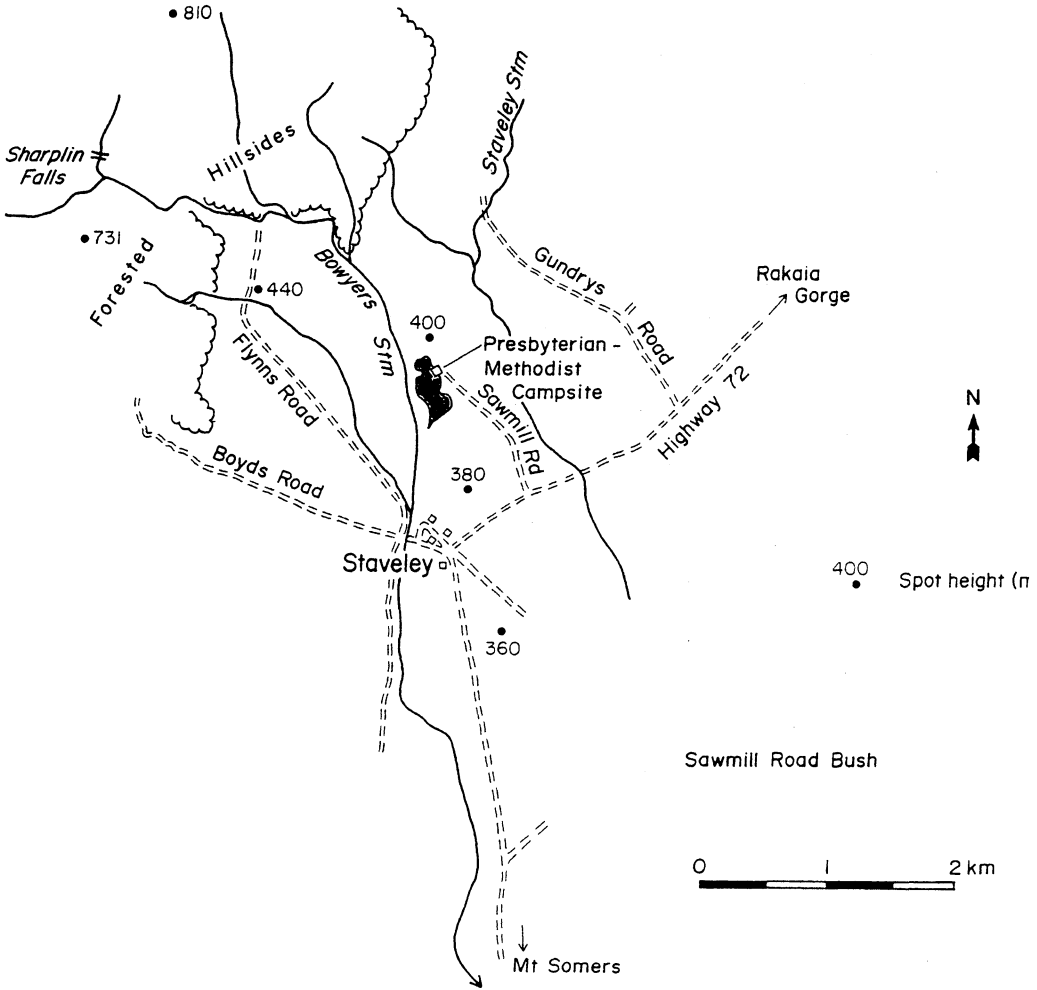 810
Staveley Stm
Hillsides
Sharplin
Falls
731
Forested
Bowyers
Stm
Gundrys
Road
Rakaia
Gorge
440
400
Presbyterian -
Methodist
Campsite
Flynns Road
Sawmill Rd
Highway 72
N
Boyds Road
380
Staveley
400
Spot height (m
360
Sawmill Road Bush
0 1 2 km
Mt Somers